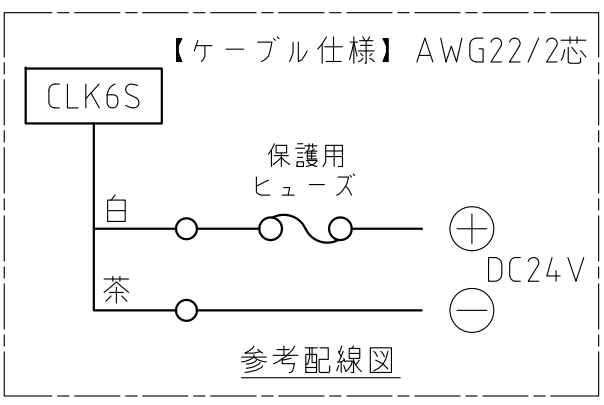 【ケーブル仕様】 AWG22/2芯
CLK6S
保護用
ヒューズ
白
DC24V
茶
参考配線図